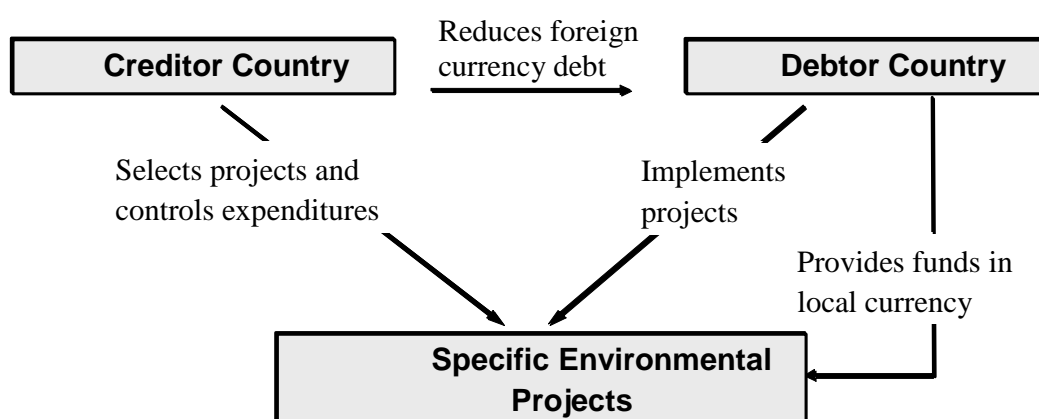 Creditor Country
Reduces foreign
currency debt
Debtor Country
Selects projects and
controls expenditures
Implements
projects
Provides funds in
local currency
Specific Environmental
Projects